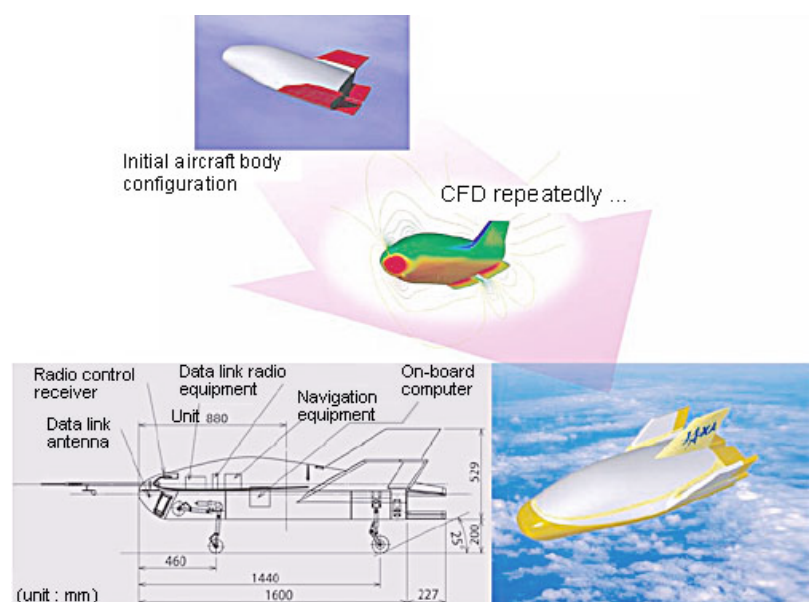 Initial aircraft body
configuration
CFD repeatedly ...
Radio control
receiver
Data link radio
equipment
On-board
computer
Data link
antenna
Unit
Navigation
equipment
880
529
200
25°
460
1440
1600
227
(unit : mm)
JAXA